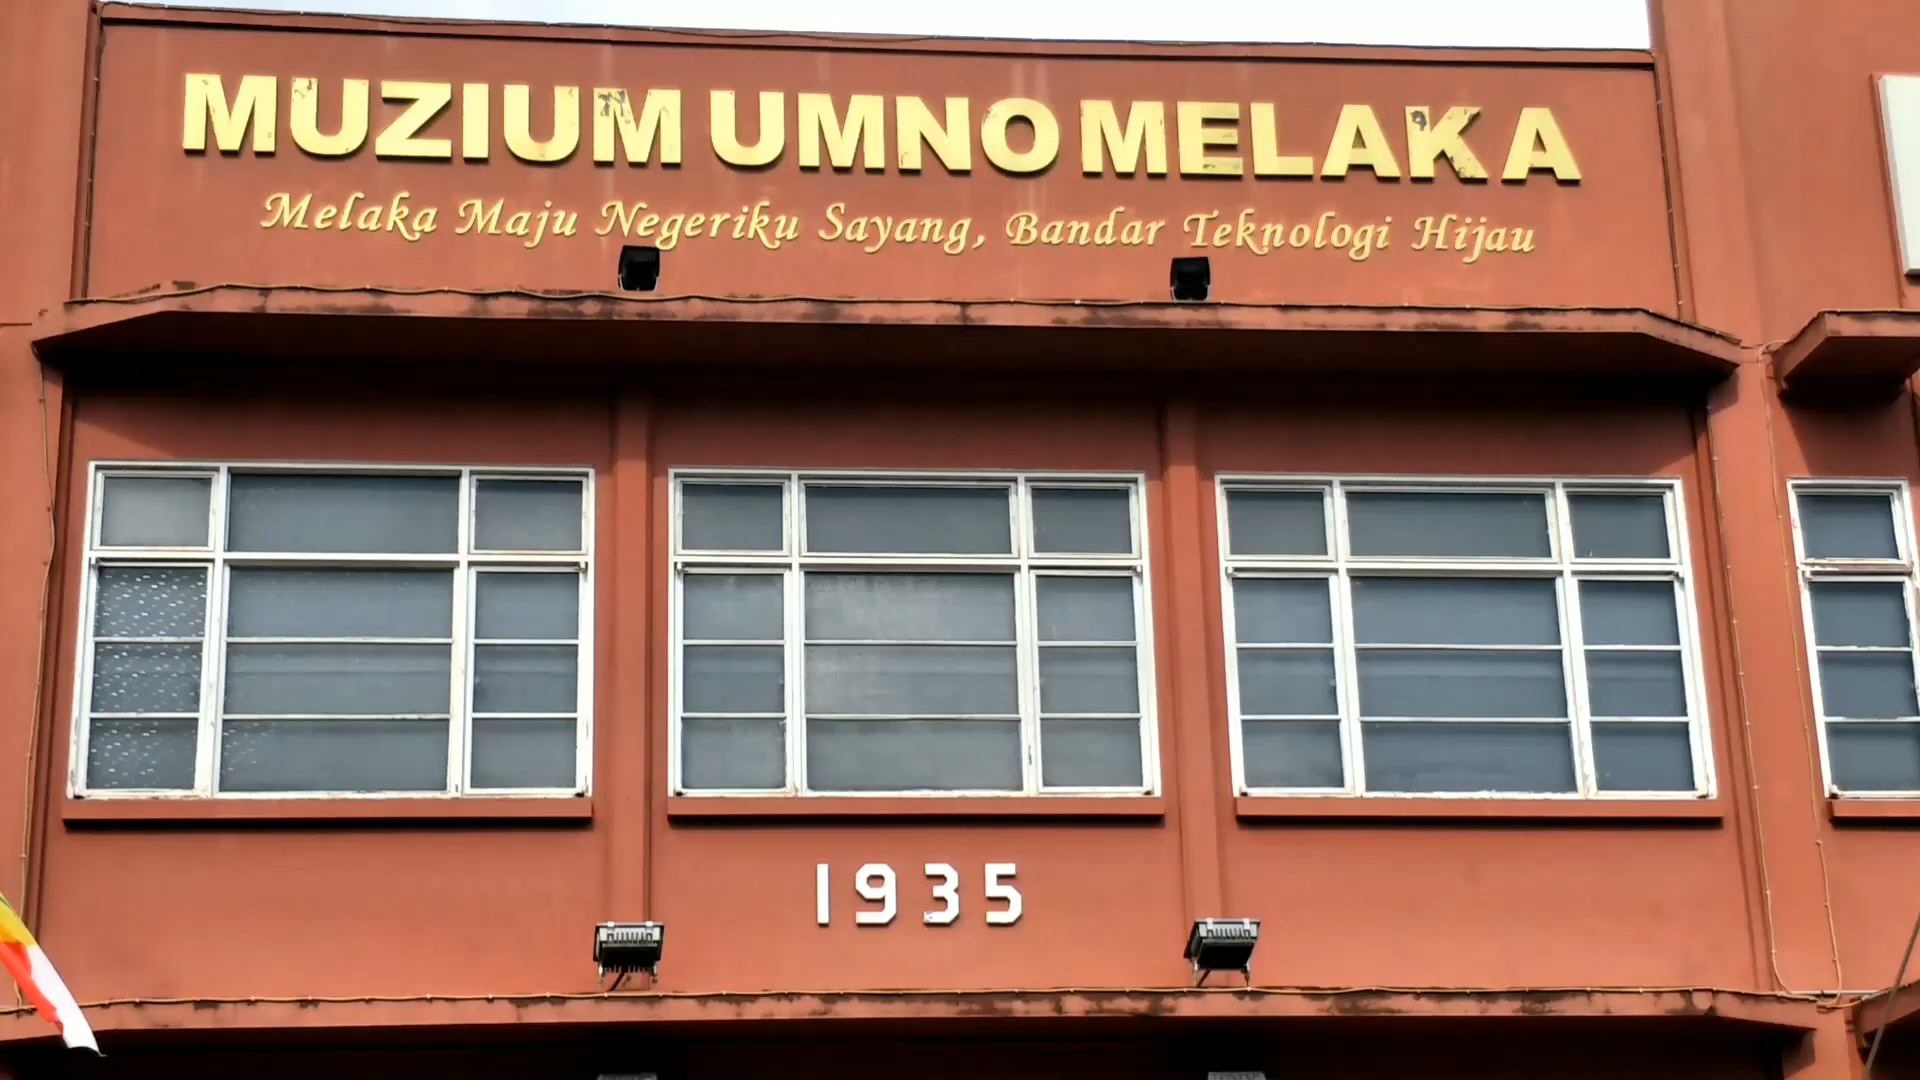 MUZIUM UMNO MELAKA
Melaka Maju Negeriku Sayang, Bandar Teknologi Hijau
1935